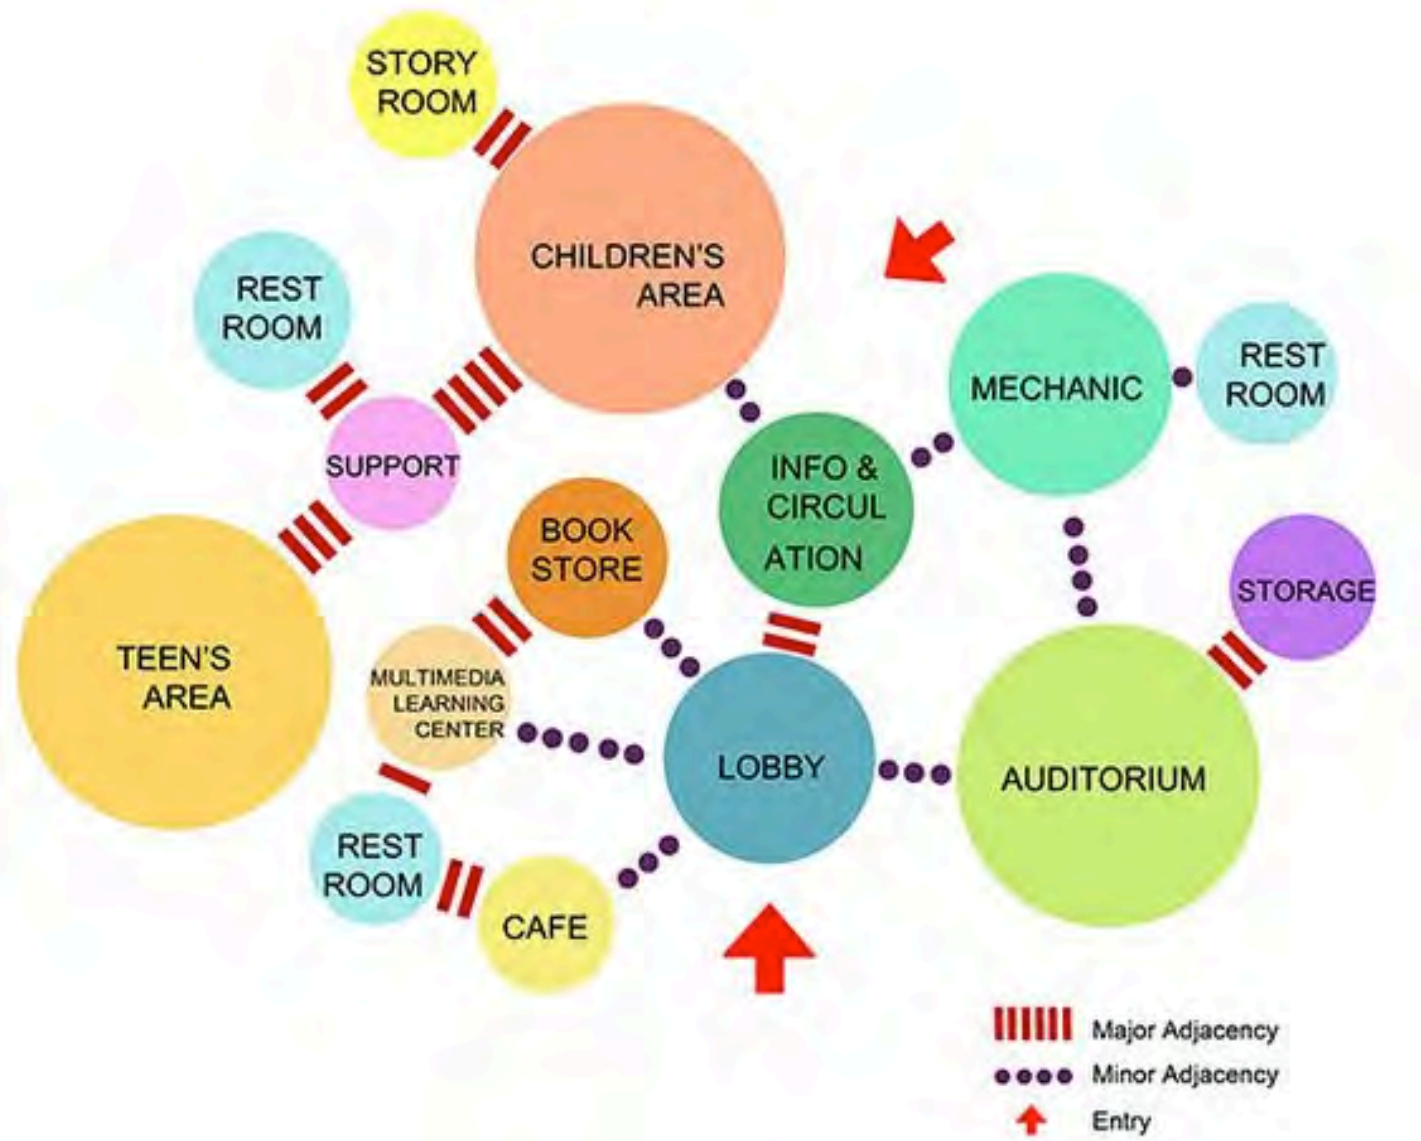 STORY
ROOM
CHILDREN'S
AREA
REST
ROOM
MECHANIC
REST
ROOM
SUPPORT
INFO &
CIRCUL
ATION
BOOK
STORE
STORAGE
TEEN'S
AREA
MULTIMEDIA
LEARNING
CENTER
LOBBY
AUDITORIUM
REST
ROOM
CAFE
Major Adjacency
Minor Adjacency
Entry